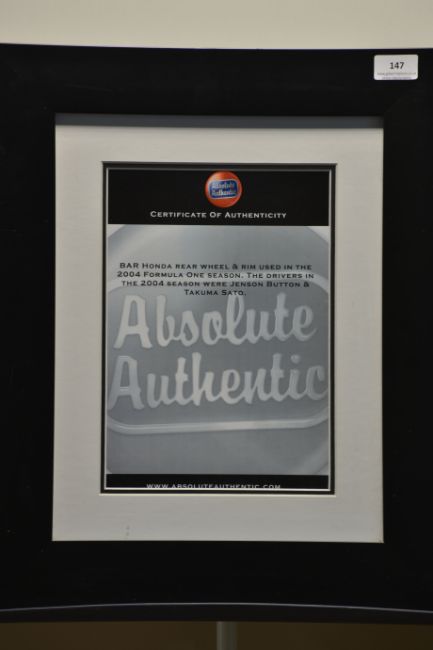 147
Absolute
Authentic
CERTIFICATE OF AUTHENTICITY
BAR HONDA REAR WHEEL & RIM USED IN THE
2004 FORMULA ONE SEASON. THE DRIVERS IN
THE 2004 SEASON WERE JENSON BUTTON &
TAKUMA SATO.
Absolute
Authentic
WWW.ABSOLUTEAUTHENTIC.COM